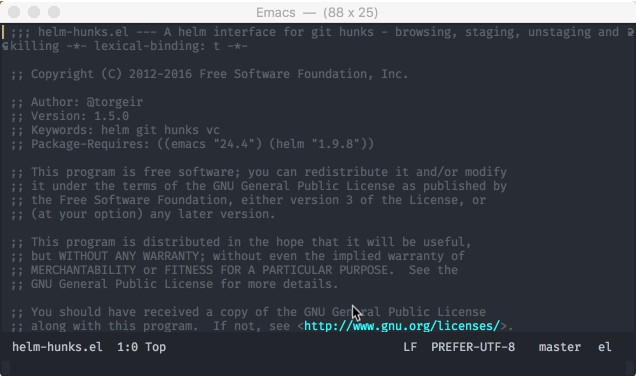 Emacs — (88 x 25)
;;; helm-hunks.el --- A helm interface for git hunks - browsing, staging, unstaging and
killing -*- lexical-binding: t -*-
;; Copyright (C) 2012-2016 Free Software Foundation, Inc.
;; Author: @torgeir
;; Version: 1.5.0
;; Keywords: helm git hunks vc
;; Package-Requires: ((emacs "24.4") (helm "1.9.8"))
;; This program is free software; you can redistribute it and/or modify
;; it under the terms of the GNU General Public License as published by
;; the Free Software Foundation, either version 3 of the License, or
;; (at your option) any later version.
;; This program is distributed in the hope that it will be useful,
;; but WITHOUT ANY WARRANTY; without even the implied warranty of
;; MERCHANTABILITY or FITNESS FOR A PARTICULAR PURPOSE.  See the
;; GNU General Public License for more details.
;; You should have received a copy of the GNU General Public License
;; along with this program.  If not, see <http://www.gnu.org/licenses/>.
helm-hunks.el  1:0 Top  LF  PREFER-UTF-8  master  el